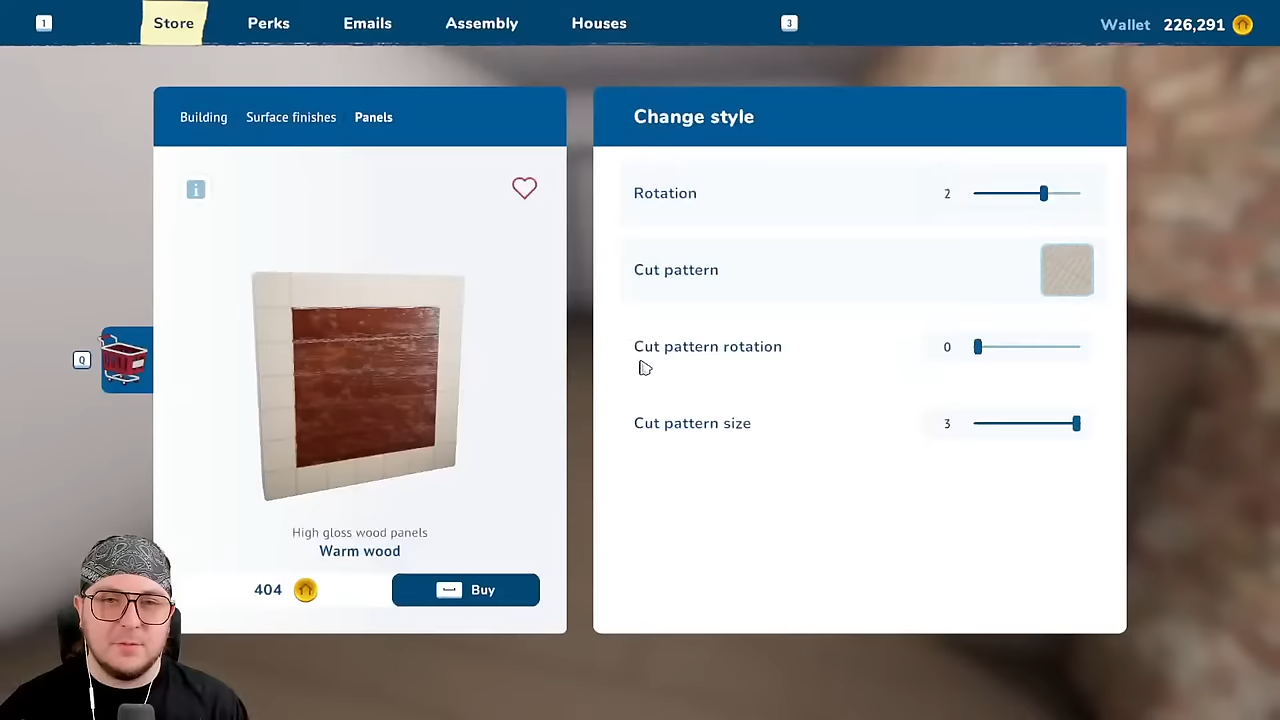 1
Store
Perks
Emails
Assembly
Houses
3
Wallet 226,291
Building
Surface finishes
Panels
i
Q
High gloss wood panels
Warm wood
404
Buy
Change style
Rotation
2
Cut pattern
Cut pattern rotation
0
Cut pattern size
3